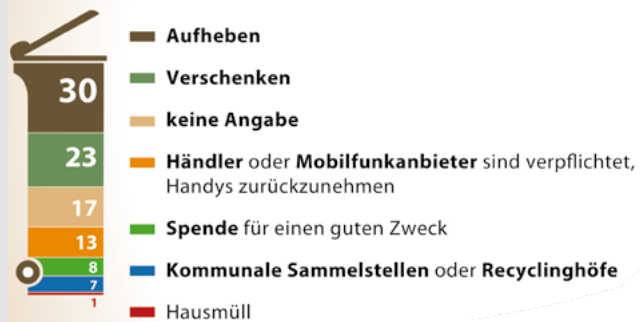 30
23
17
13
8
7
1
Aufheben
Verschenken
keine Angabe
Händler oder Mobilfunkanbieter sind verpflichtet,
Handys zurückzunehmen
Spende für einen guten Zweck
Kommunale Sammelstellen oder Recyclinghöfe
Hausmüll